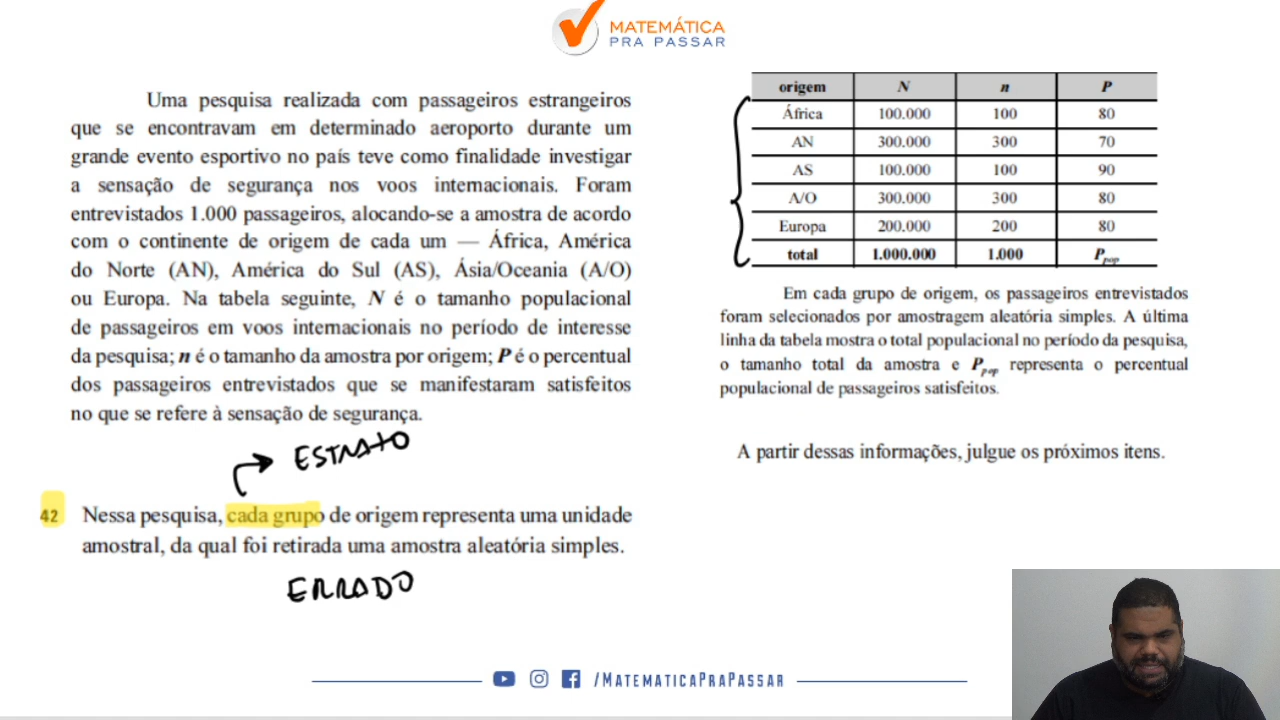 MATEMÁTICA
PRA PASSAR
Uma pesquisa realizada com passageiros estrangeiros
que se encontravam em determinado aeroporto durante um
grande evento esportivo no país teve como finalidade investigar
a sensação de segurança nos voos internacionais. Foram
entrevistados 1.000 passageiros, alocando-se a amostra de acordo
com o continente de origem de cada um — África, América
do Norte (AN), América do Sul (AS), Ásia/Oceania (A/O)
ou Europa. Na tabela seguinte, N é o tamanho populacional
de passageiros em voos internacionais no período de interesse
da pesquisa; n é o tamanho da amostra por origem; P é o percentual
dos passageiros entrevistados que se manifestaram satisfeitos
no que se refere à sensação de segurança.
ESTRATO
42 Nessa pesquisa, cada grupo de origem representa uma unidade
amostral, da qual foi retirada uma amostra aleatória simples.
ERRADO
origem N n P
África 100.000 100 80
AN 300.000 300 70
AS 100.000 100 90
A/O 300.000 300 80
Europa 200.000 200 80
total 1.000.000 1.000 Ppop
Em cada grupo de origem, os passageiros entrevistados
foram selecionados por amostragem aleatória simples. A última
linha da tabela mostra o total populacional no período da pesquisa,
o tamanho total da amostra e Ppop representa o percentual
populacional de passageiros satisfeitos.
A partir dessas informações, julgue os próximos itens.
/MATEMATICAPRAPASSAR